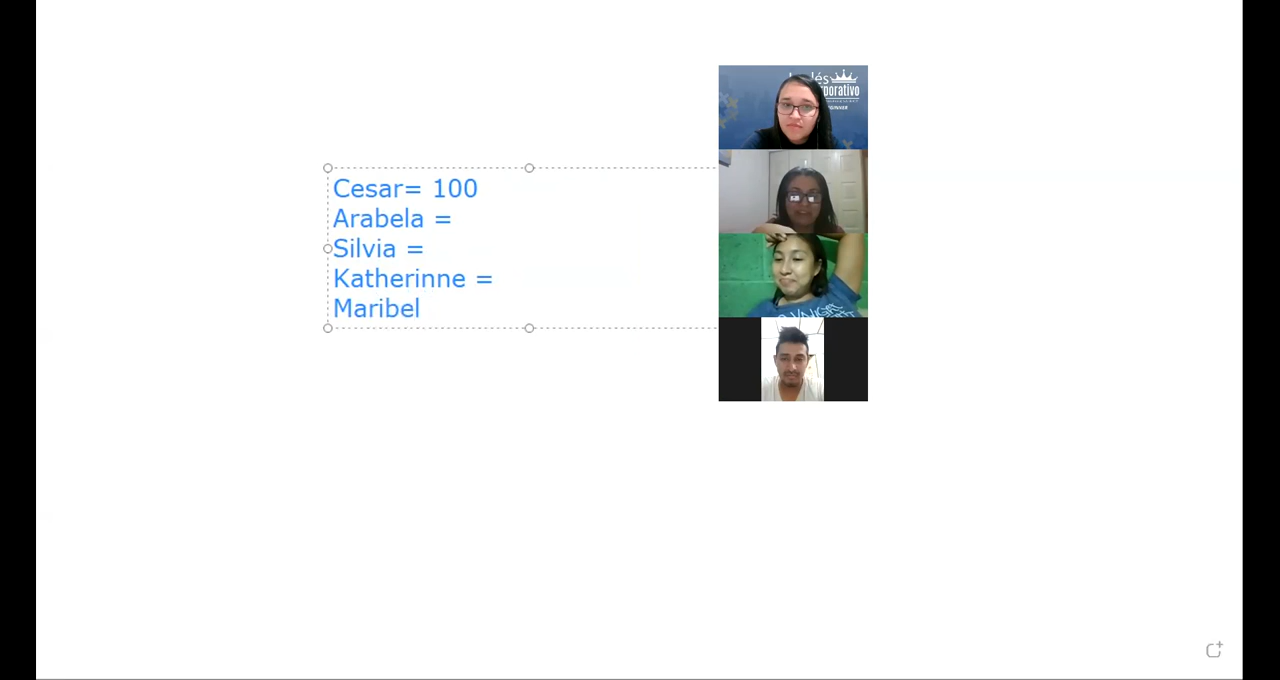 Cesar= 100
Arabela =
Silvia =
Katherinne =
Maribel